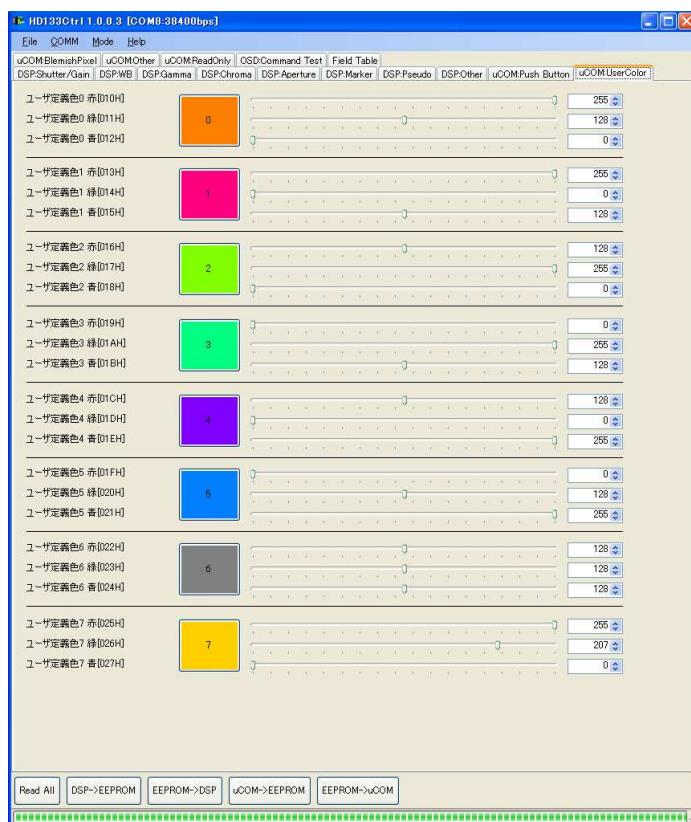 HD133Ctrl 1.0.0.3 [COM8:38400bps]
File COMM Mode Help
uCOM:BlemishPixel uCOM:Other uCOM:ReadOnly OSD:Command Test Field Table
DSP:Shutter/Gain DSP:WB DSP:Gamma DSP:Chroma DSP:Aperture DSP:Marker DSP:Pseudo DSP:Other uCOM:Push Button uCOM:UserColor
ユーザ定義色0 赤[010H] 255
ユーザ定義色0 緑[011H] 0 128
ユーザ定義色0 青[012H] 0
ユーザ定義色1 赤[013H] 255
ユーザ定義色1 緑[014H] 1 0
ユーザ定義色1 青[015H] 128
ユーザ定義色2 赤[016H] 128
ユーザ定義色2 緑[017H] 2 255
ユーザ定義色2 青[018H] 0
ユーザ定義色3 赤[019H] 0
ユーザ定義色3 緑[01AH] 3 255
ユーザ定義色3 青[01BH] 128
ユーザ定義色4 赤[01CH] 128
ユーザ定義色4 緑[01DH] 4 0
ユーザ定義色4 青[01EH] 255
ユーザ定義色5 赤[01FH] 0
ユーザ定義色5 緑[020H] 5 128
ユーザ定義色5 青[021H] 255
ユーザ定義色6 赤[022H] 128
ユーザ定義色6 緑[023H] 6 128
ユーザ定義色6 青[024H] 128
ユーザ定義色7 赤[025H] 255
ユーザ定義色7 緑[026H] 7 207
ユーザ定義色7 青[027H] 0
Read All DSP->EEPROM EEPROM->DSP uCOM->EEPROM EEPROM->uCOM